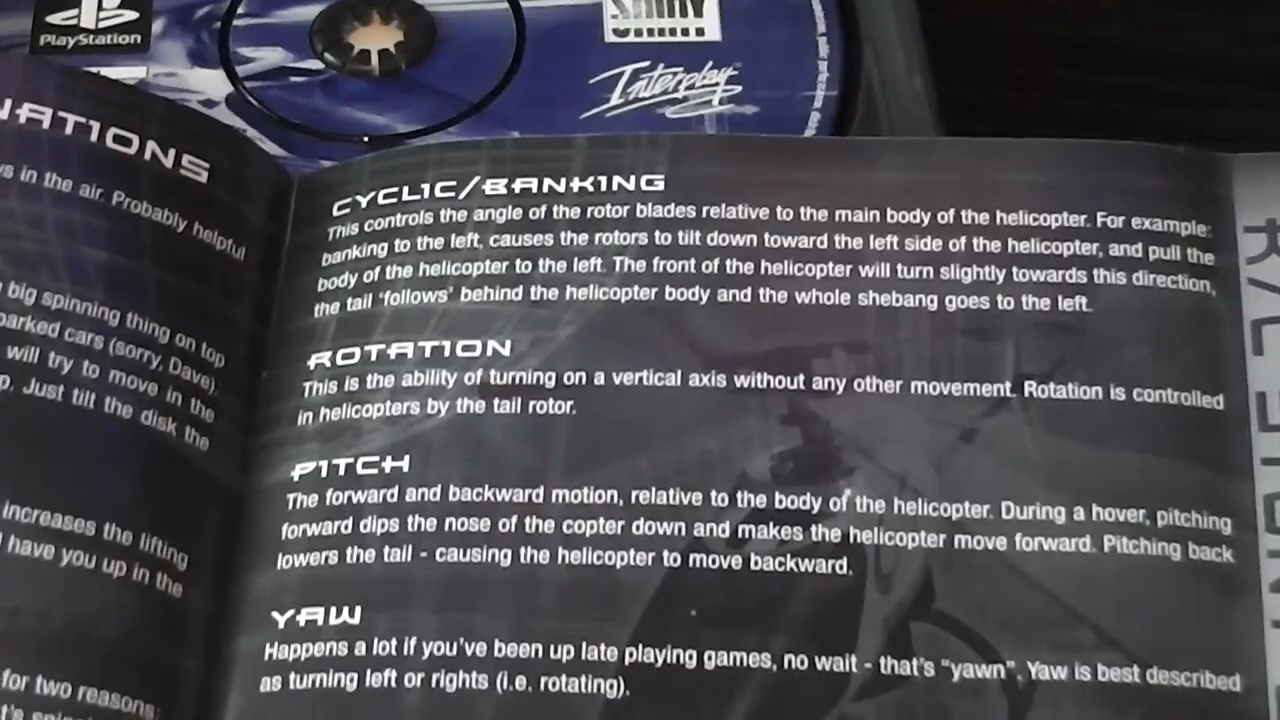 PlayStation
SHINY
Interplay
NATIONS
in the air. Probably helpful
big spinning thing on top
parked cars (sorry, Dave).
will try to move in the
Just tilt the disk the
increases the lifting
have you up in the
for two reasons:
CYCLIC/BANKING
This controls the angle of the rotor blades relative to the main body of the helicopter. For example:
banking to the left, causes the rotors to tilt down toward the left side of the helicopter, and pull the
body of the helicopter to the left. The front of the helicopter will turn slightly towards this direction,
the tail 'follows' behind the helicopter body and the whole shebang goes to the left.
ROTATION
This is the ability of turning on a vertical axis without any other movement. Rotation is controlled
in helicopters by the tail rotor.
PITCH
The forward and backward motion, relative to the body of the helicopter. During a hover, pitching
forward dips the nose of the copter down and makes the helicopter move forward. Pitching back
lowers the tail - causing the helicopter to move backward.
YAW
Happens a lot if you've been up late playing games, no wait - that's "yawn". Yaw is best described
as turning left or rights (i.e. rotating).